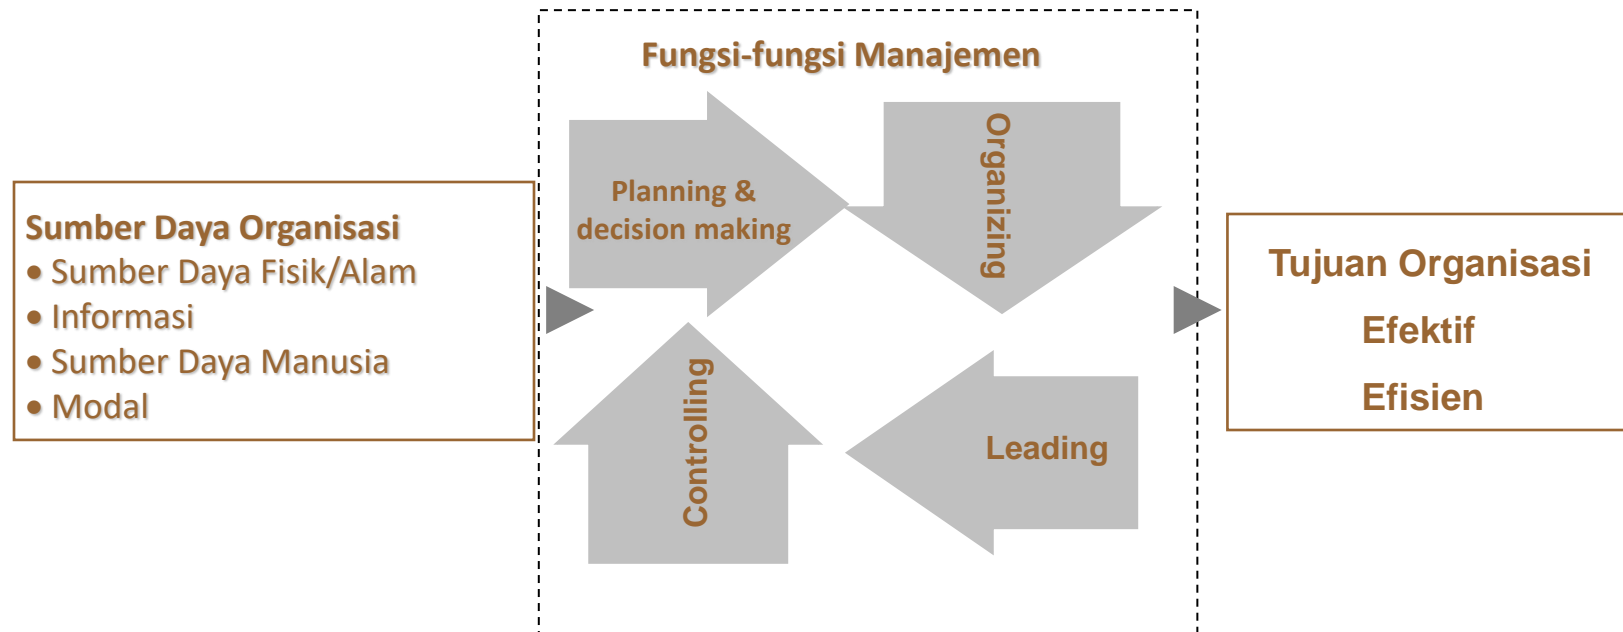 Fungsi-fungsi Manajemen
Sumber Daya Organisasi
• Sumber Daya Fisik/Alam
• Informasi
• Sumber Daya Manusia
• Modal
Planning &
decision making
Organizing
Leading
Controlling
Tujuan Organisasi
Efektif
Efisien